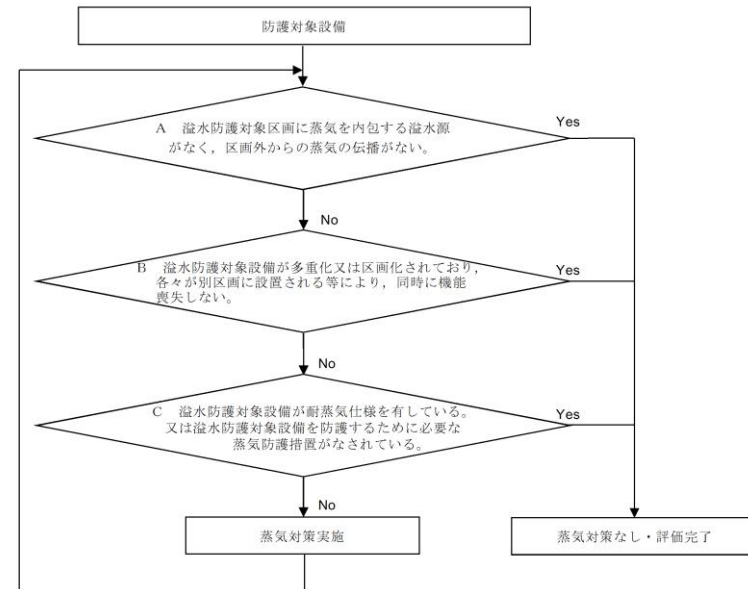 防護対象設備
A 溢水防護対象区画に蒸気を内包する溢水源
がなく，区画外からの蒸気の伝播がない。
Yes
No
B 溢水防護対象設備が多重化又は区画化されており，
各々が別区画に設置される等により，同時に機能
喪失しない。
Yes
No
C 溢水防護対象設備が耐蒸気仕様を有している。
又は溢水防護対象設備を防護するために必要な
蒸気防護措置がなされている。
Yes
No
蒸気対策実施
蒸気対策なし・評価完了